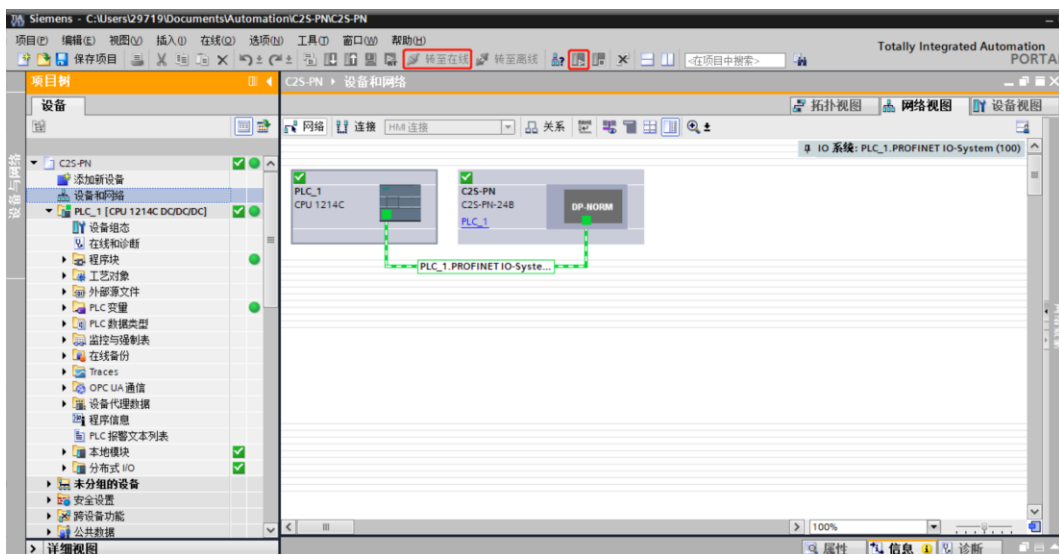 Siemens - C:\Users\29719\Documents\Automation\C2S-PN\C2S-PN
项目(P) 编辑(E) 视图(V) 插入(I) 在线(O) 选项(N) 工具(T) 窗口(W) 帮助(H)
Totally Integrated Automation
PORTAL
保存项目 转至在线 转至离线 <在项目中搜索>
项目树
C2S-PN ▸ 设备和网络
设备
拓扑视图 网络视图 设备视图
网络 连接 HMI 连接 关系
IO 系统: PLC_1.PROFINET IO-System (100)
设备与网络
C2S-PN
添加新设备
设备和网络
PLC_1 [CPU 1214C DC/DC/DC]
设备组态
在线和诊断
程序块
工艺对象
外部源文件
PLC 变量
PLC 数据类型
监控与强制表
在线备份
Traces
OPC UA 通信
设备代理数据
程序信息
PLC 报警文本列表
本地模块
分布式 I/O
未分组的设备
安全设置
跨设备功能
公共数据
详细视图
PLC_1
CPU 1214C
C2S-PN
C2S-PN-24B
PLC_1
DP-NORM
PLC_1.PROFINET IO-Syste...
100%
属性 信息 诊断